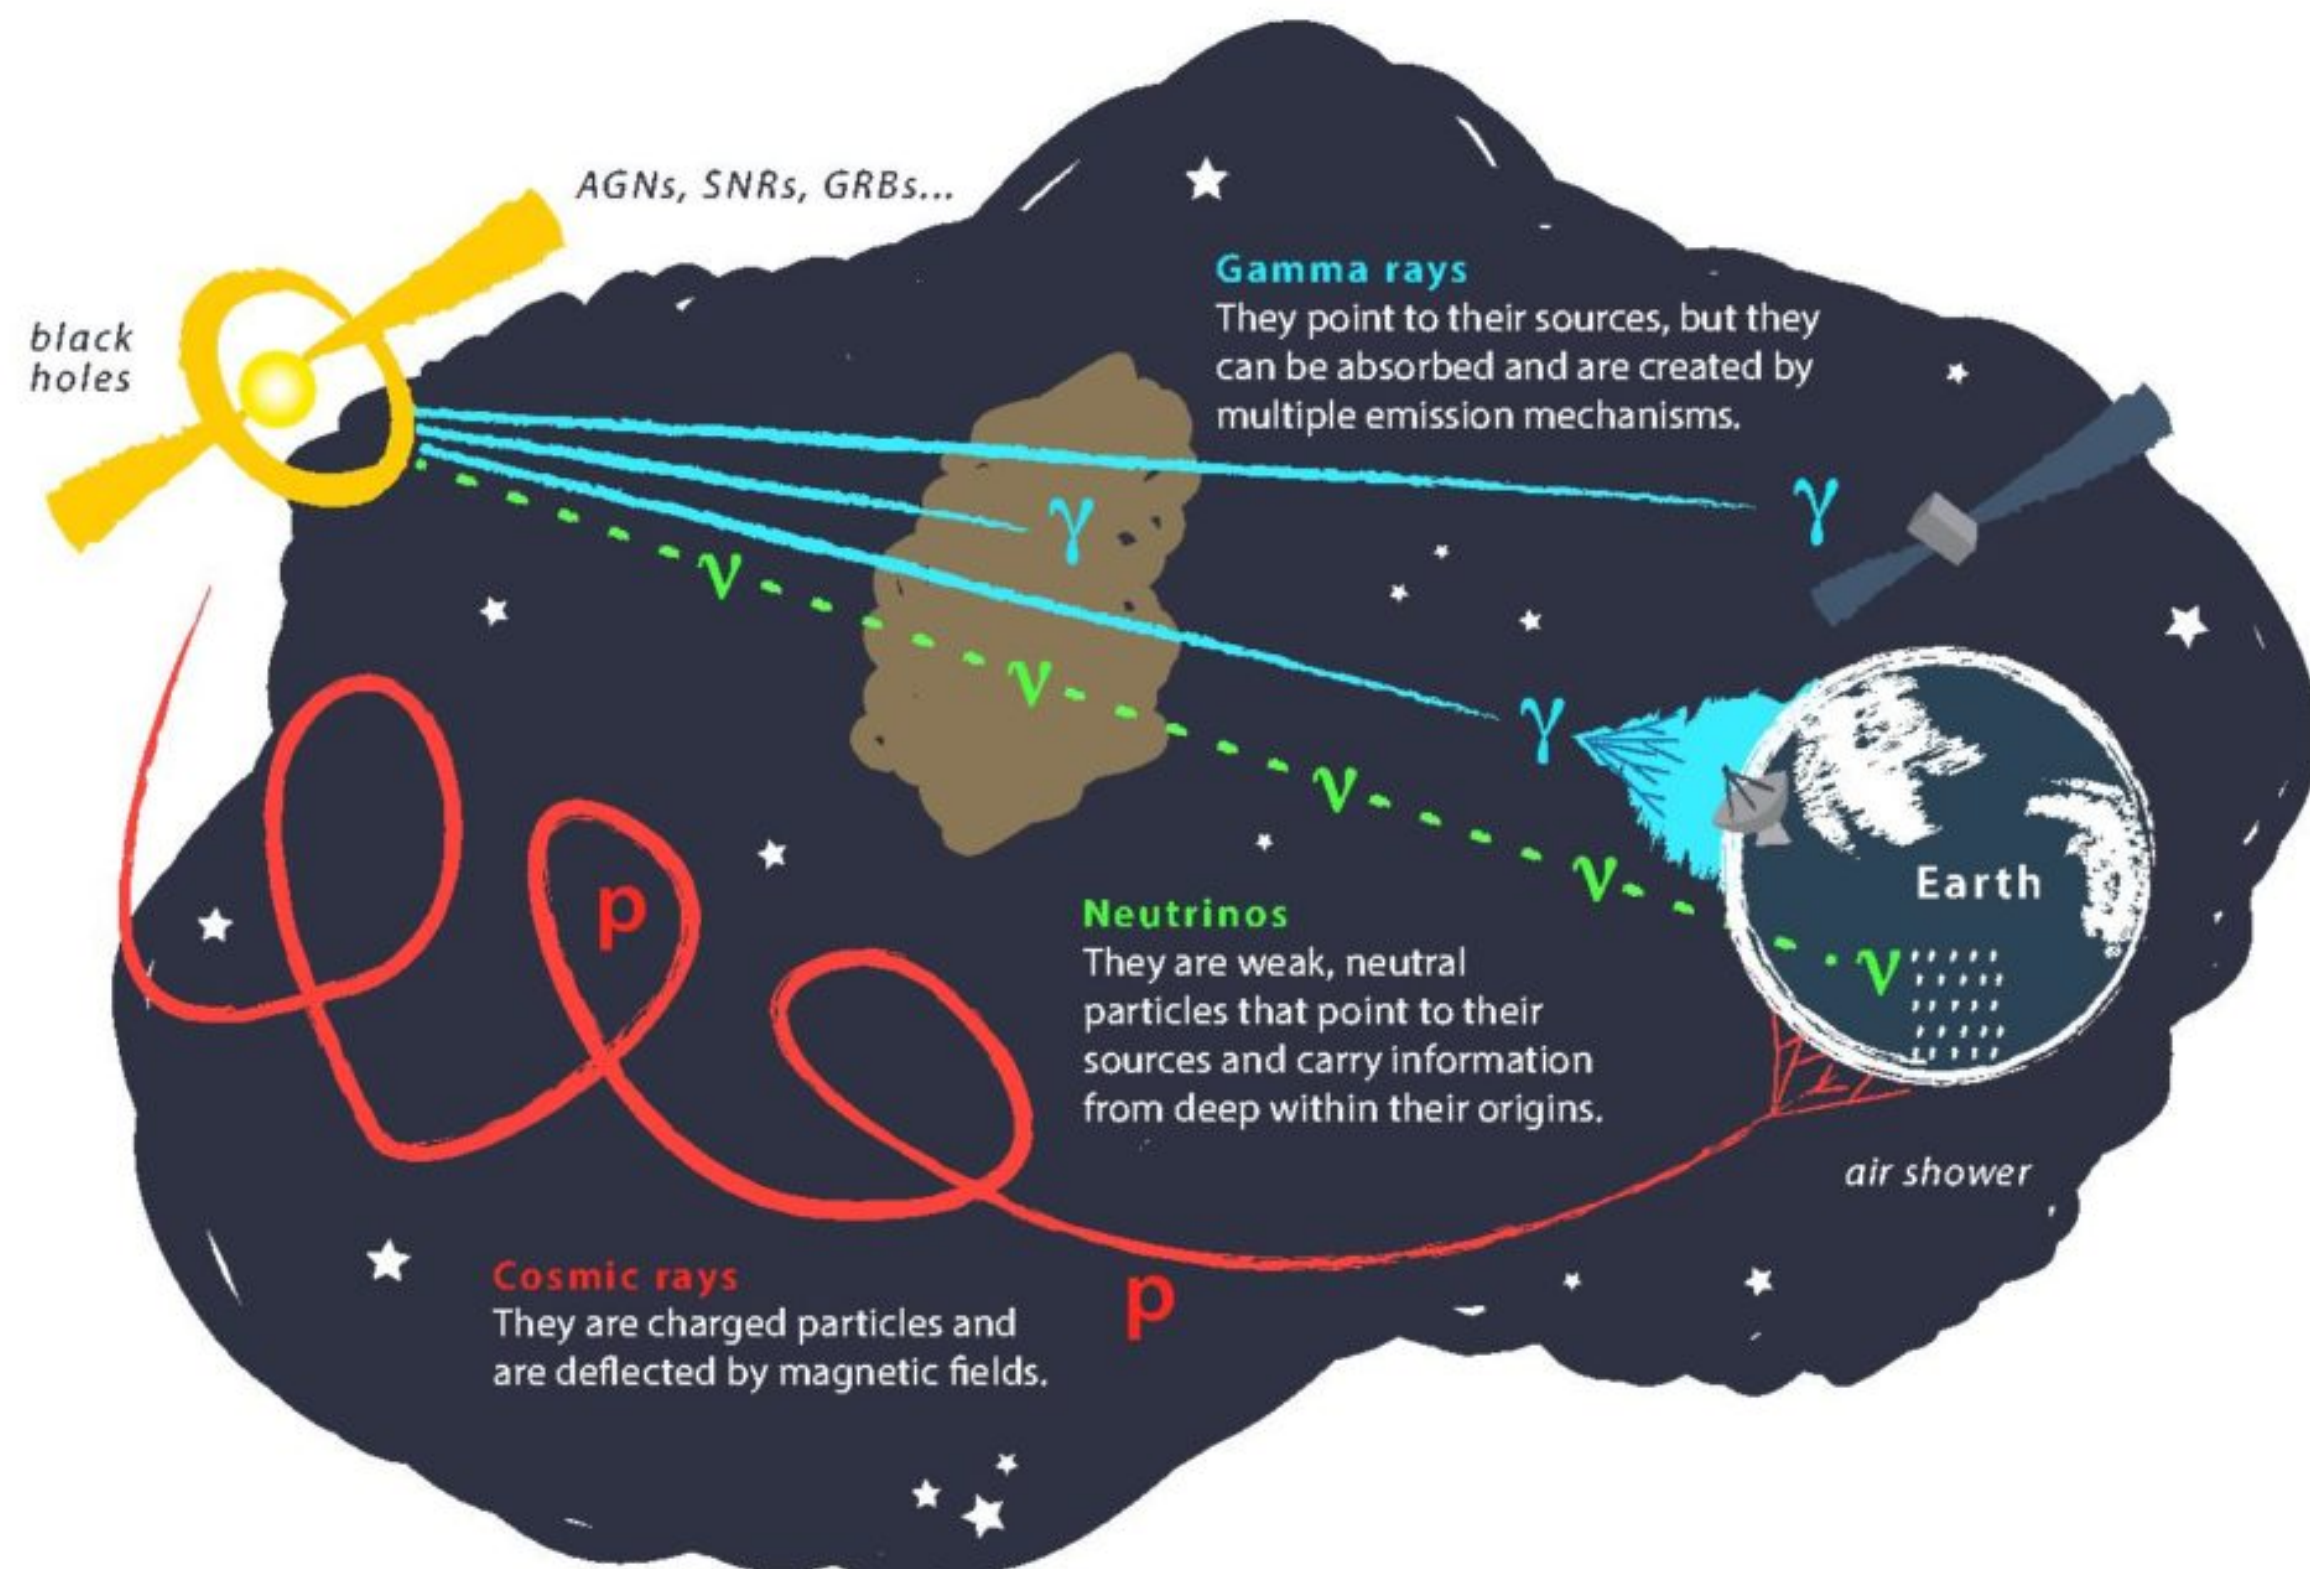 AGNs, SNRs, GRBs...
black
holes
Gamma rays
They point to their sources, but they
can be absorbed and are created by
multiple emission mechanisms.
γ
γ
ν
ν
γ
ν
ν
Earth
ν
p
Neutrinos
They are weak, neutral
particles that point to their
sources and carry information
from deep within their origins.
air shower
Cosmic rays
They are charged particles and
are deflected by magnetic fields.
p